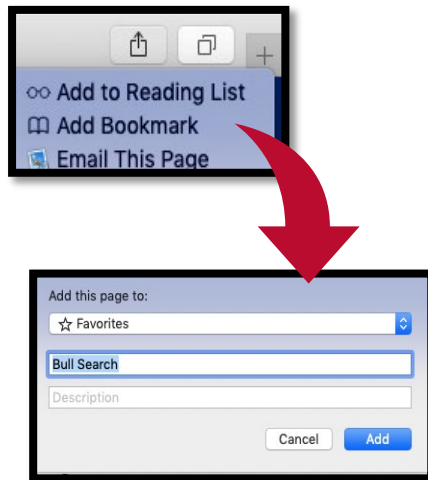 Add to Reading List
Add Bookmark
Email This Page
Add this page to:
Favorites
Bull Search
Description
Cancel Add